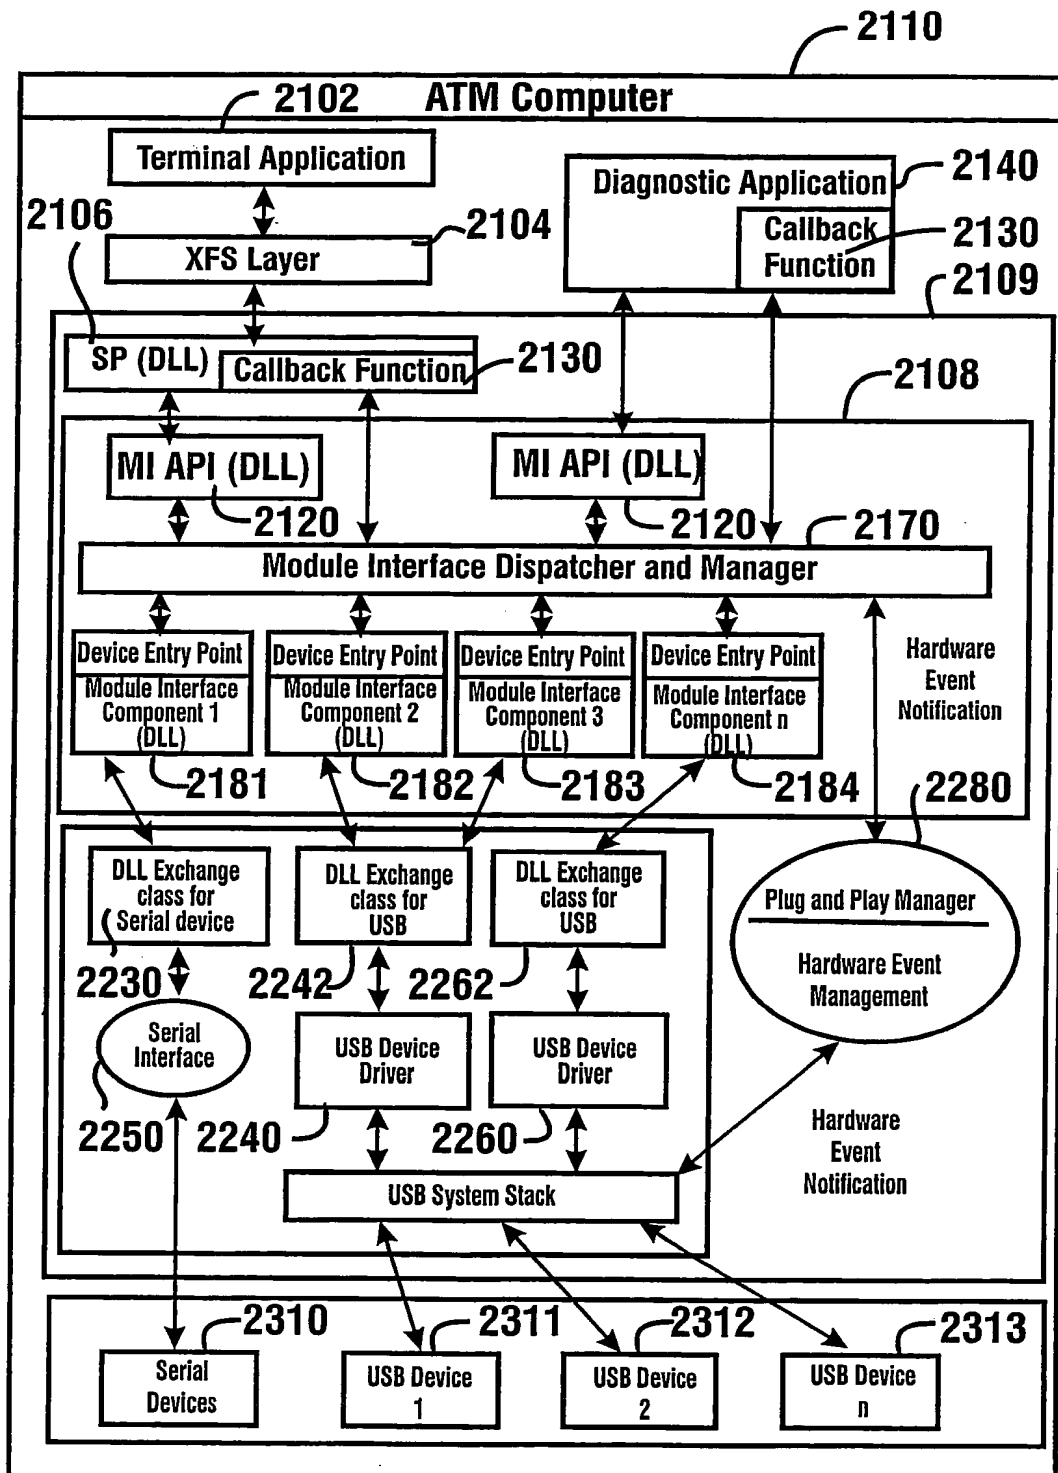 2110
ATM Computer
2102
Terminal Application
2140
Diagnostic Application
2106
2104
Callback
Function
2130
XFS Layer
2109
SP (DLL)
Callback Function
2130
2108
MI API (DLL)
MI API (DLL)
2120
2120
2170
Module Interface Dispatcher and Manager
Device Entry Point
Module Interface
Component 1
(DLL)
Device Entry Point
Module Interface
Component 2
(DLL)
Device Entry Point
Module Interface
Component 3
(DLL)
Device Entry Point
Module Interface
Component n
(DLL)
Hardware
Event
Notification
2181
2182
2183
2184
2280
DLL Exchange
class for
Serial device
DLL Exchange
class for
USB
DLL Exchange
class for
USB
Plug and Play Manager
Hardware Event
Management
2230
2242
2262
Serial
Interface
USB Device
Driver
USB Device
Driver
2250
2240
2260
Hardware
Event
Notification
USB System Stack
2310
2311
2312
2313
Serial
Devices
USB Device
1
USB Device
2
USB Device
n